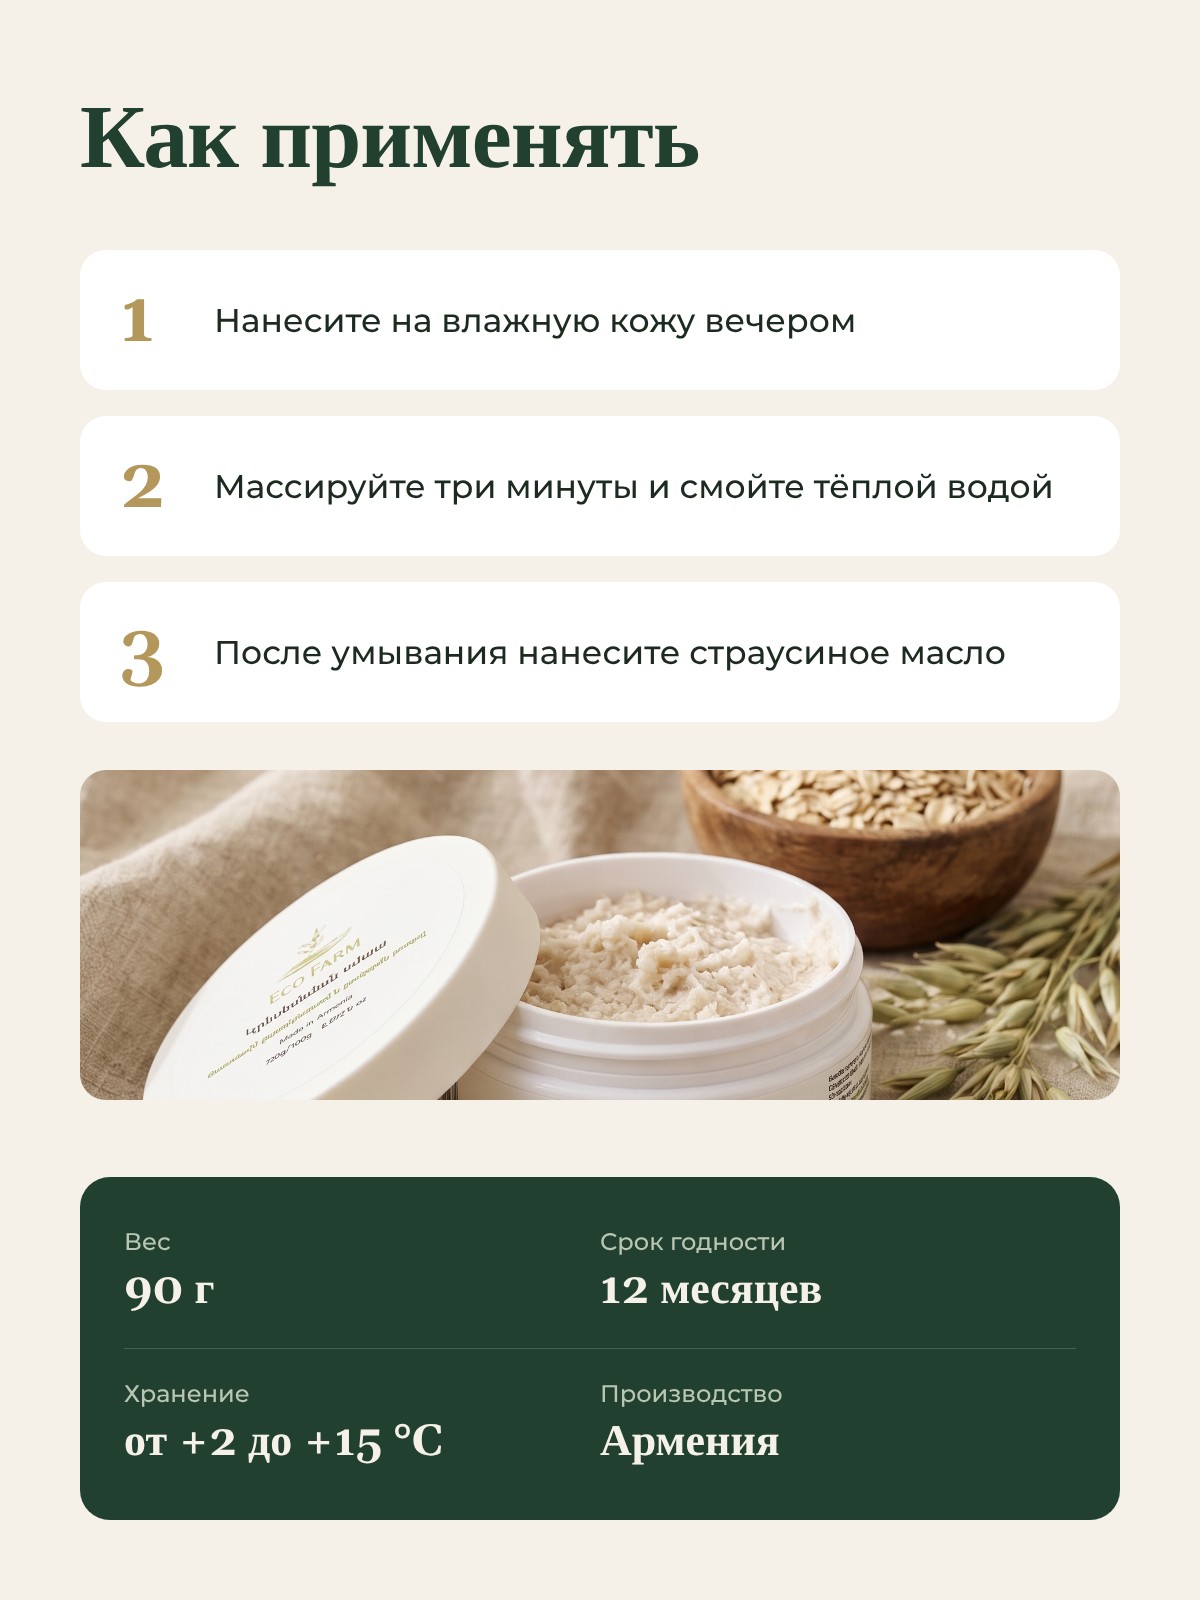 Как применять
1 Нанесите на влажную кожу вечером
2 Массируйте три минуты и смойте тёплой водой
3 После умывания нанесите страусиное масло
ECO FARM
Made in Armenia
Вес
90 г
Срок годности
12 месяцев
Хранение
от +2 до +15 °C
Производство
Армения